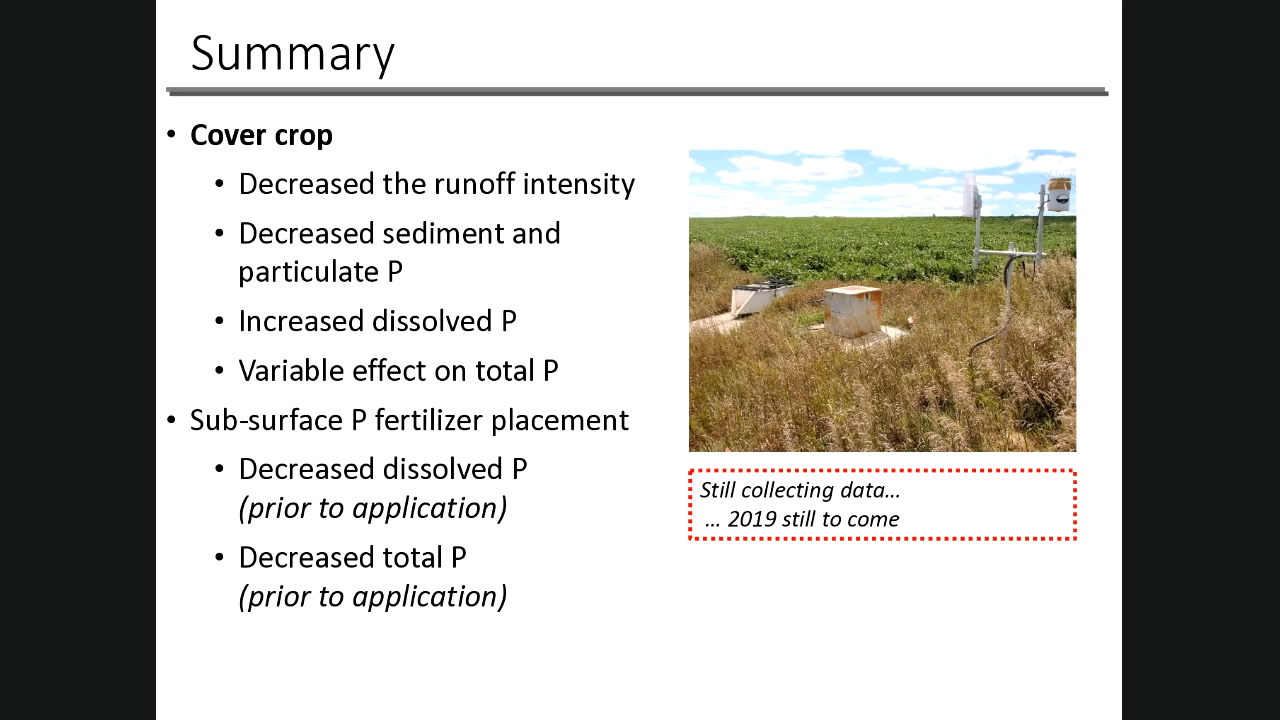 Summary
• Cover crop
• Decreased the runoff intensity
• Decreased sediment and
particulate P
• Increased dissolved P
• Variable effect on total P
• Sub-surface P fertilizer placement
• Decreased dissolved P
(prior to application)
• Decreased total P
(prior to application)
Still collecting data...
... 2019 still to come